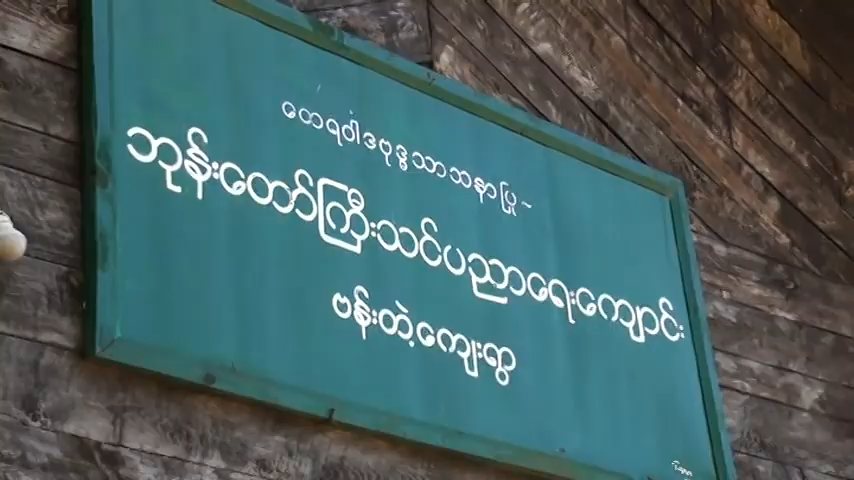 ထေရဝါဒဗုဒ္ဓသာသနာပြု~
ဘုန်းတော်ကြီးသင်ပညာရေးကျောင်း
ဗန်းတဲ့ကျေးရွာ